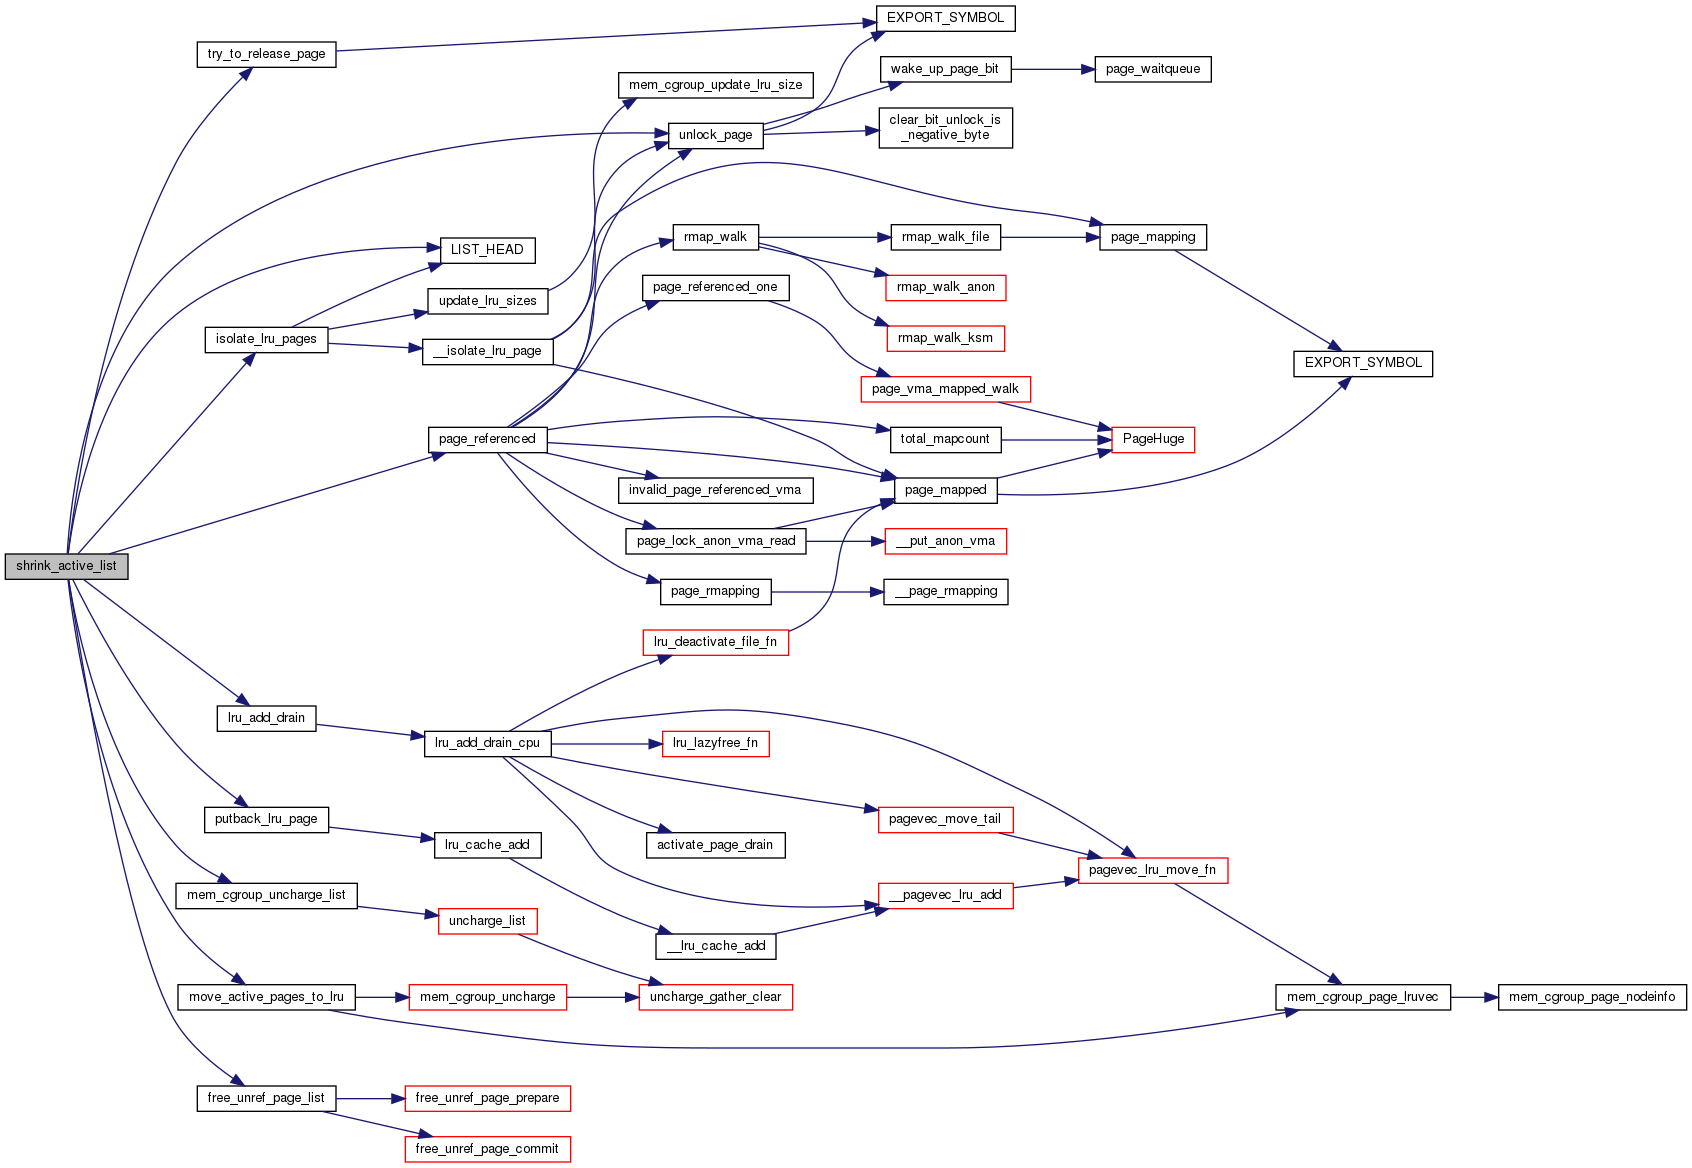 EXPORT_SYMBOL
try_to_release_page
wake_up_page_bit
page_waitqueue
mem_cgroup_update_lru_size
clear_bit_unlock_is
_negative_byte
unlock_page
rmap_walk
rmap_walk_file
page_mapping
LIST_HEAD
page_referenced_one
rmap_walk_anon
update_lru_sizes
isolate_lru_pages
rmap_walk_ksm
__isolate_lru_page
EXPORT_SYMBOL
page_vma_mapped_walk
page_referenced
total_mapcount
PageHuge
invalid_page_referenced_vma
page_mapped
page_lock_anon_vma_read
__put_anon_vma
shrink_active_list
page_rmapping
__page_rmapping
lru_deactivate_file_fn
lru_add_drain
lru_add_drain_cpu
lru_lazyfree_fn
putback_lru_page
pagevec_move_tail
lru_cache_add
activate_page_drain
pagevec_lru_move_fn
mem_cgroup_uncharge_list
__pagevec_lru_add
uncharge_list
__lru_cache_add
move_active_pages_to_lru
mem_cgroup_uncharge
uncharge_gather_clear
mem_cgroup_page_lruvec
mem_cgroup_page_nodeinfo
free_unref_page_list
free_unref_page_prepare
free_unref_page_commit